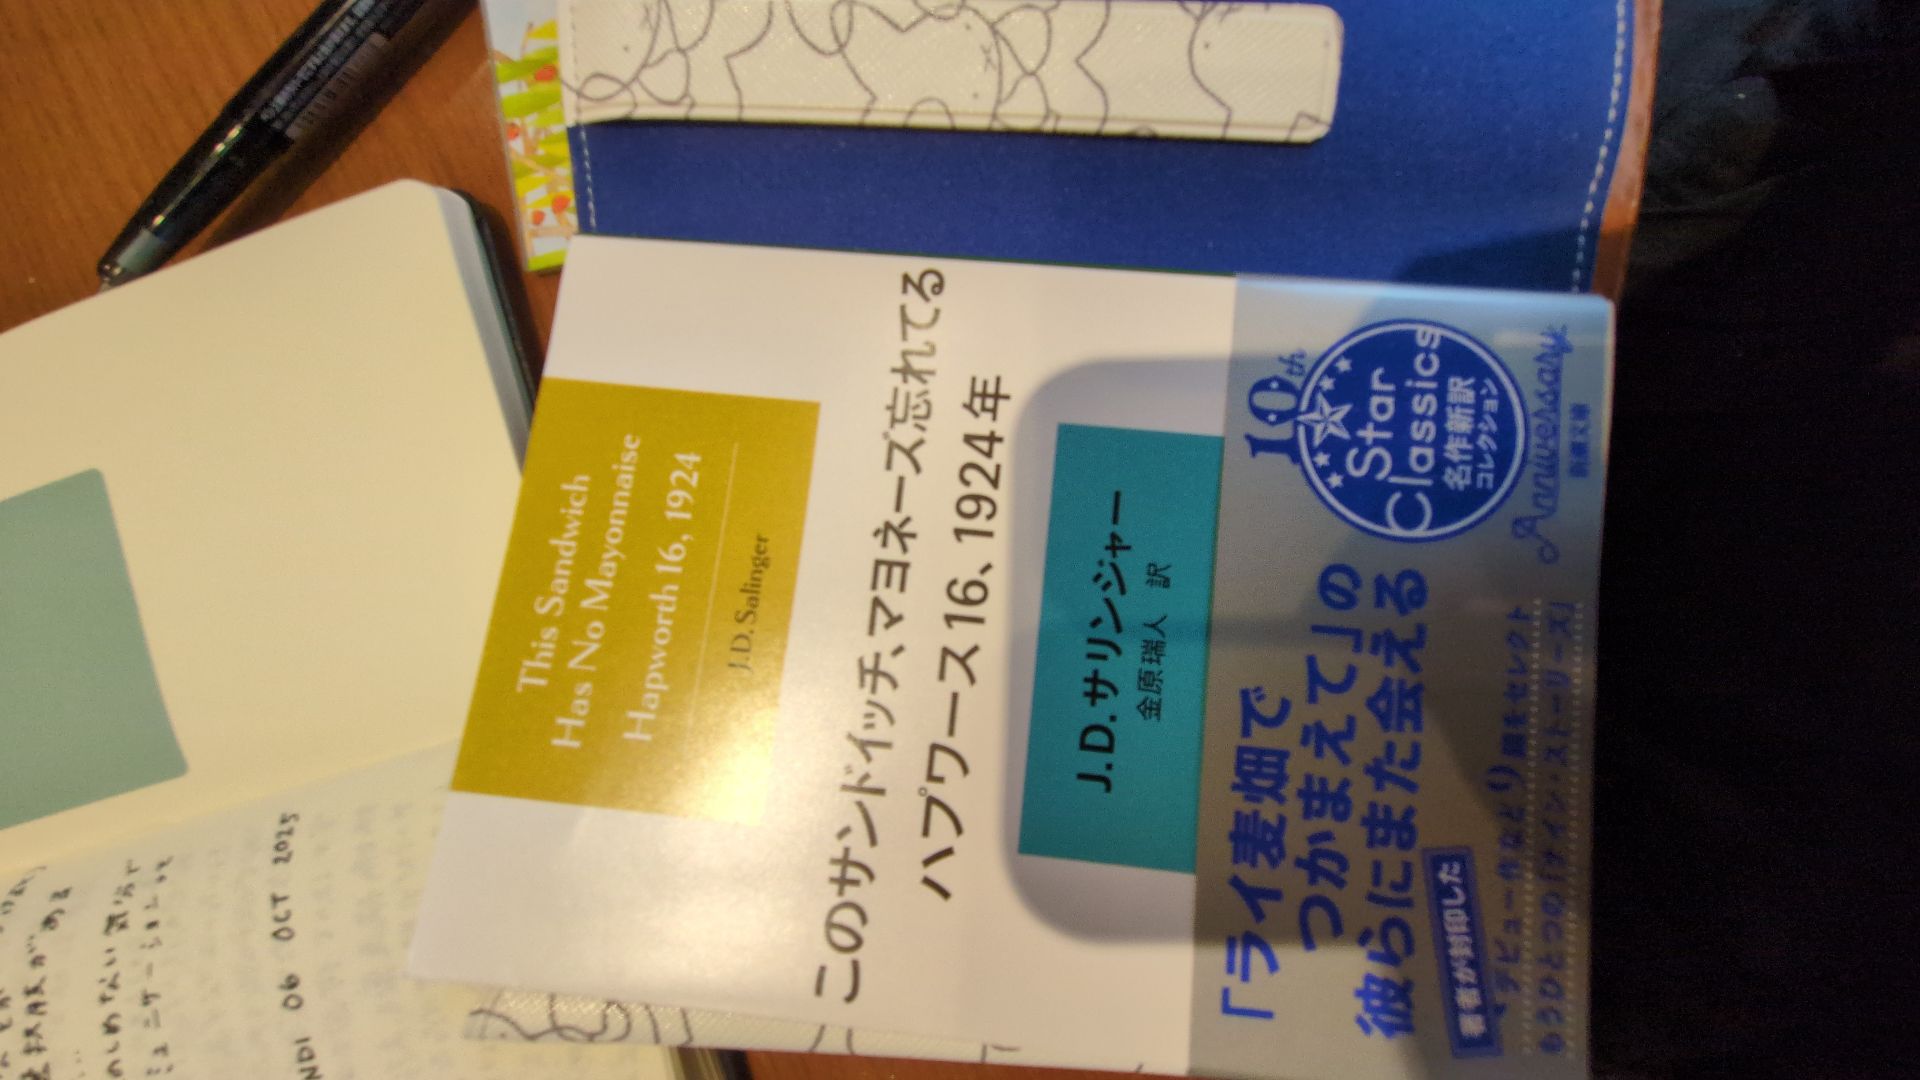 This Sandwich
Has No Mayonnaise
Hapworth 16, 1924
J.D. Salinger
このサンドイッチ、マヨネーズ忘れてる
ハプワース16、1924年
J.D.サリンジャー
金原瑞人 訳
「ライ麦畑で
つかまえて」の
彼らにまた会える
著者が封印した
デビュー作など9編をセレクト
もうひとつの「ナイン・ストーリーズ」
10th
Star
Classics
名作新訳
コレクション
Anniversary
新潮文庫
06 OCT 2025